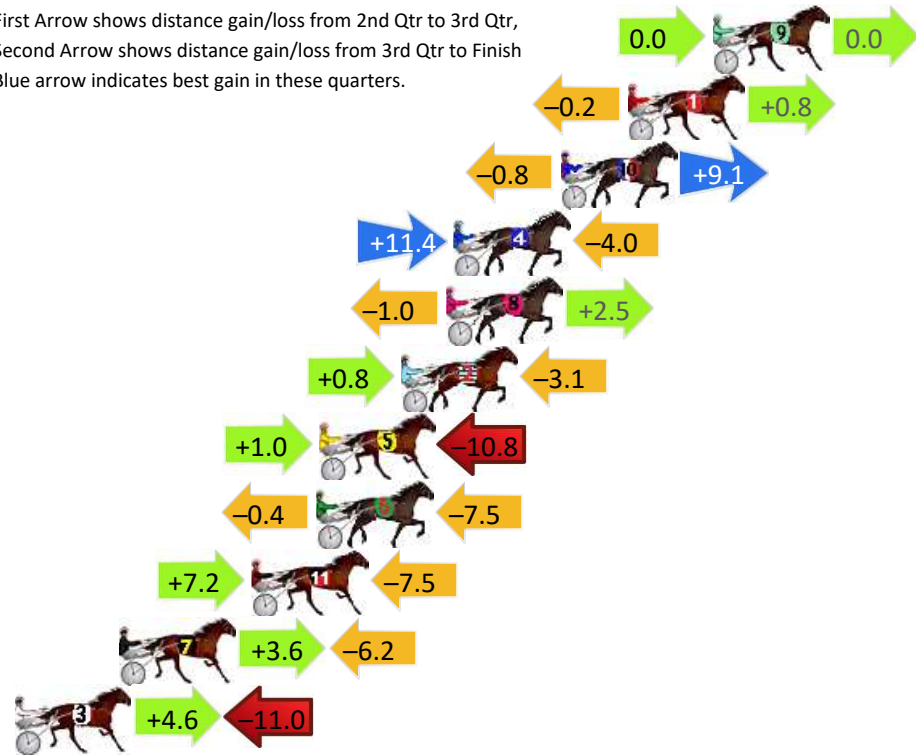 First Arrow shows distance gain/loss from 2nd Qtr to 3rd Qtr,
Second Arrow shows distance gain/loss from 3rd Qtr to Finish
Blue arrow indicates best gain in these quarters.
0.0 9 0.0
–0.2 1 +0.8
–0.8 10 +9.1
+11.4 4 –4.0
–1.0 8 +2.5
+0.8 2 –3.1
+1.0 5 –10.8
–0.4 6 –7.5
+7.2 11 –7.5
7 +3.6 –6.2
3 +4.6 –11.0